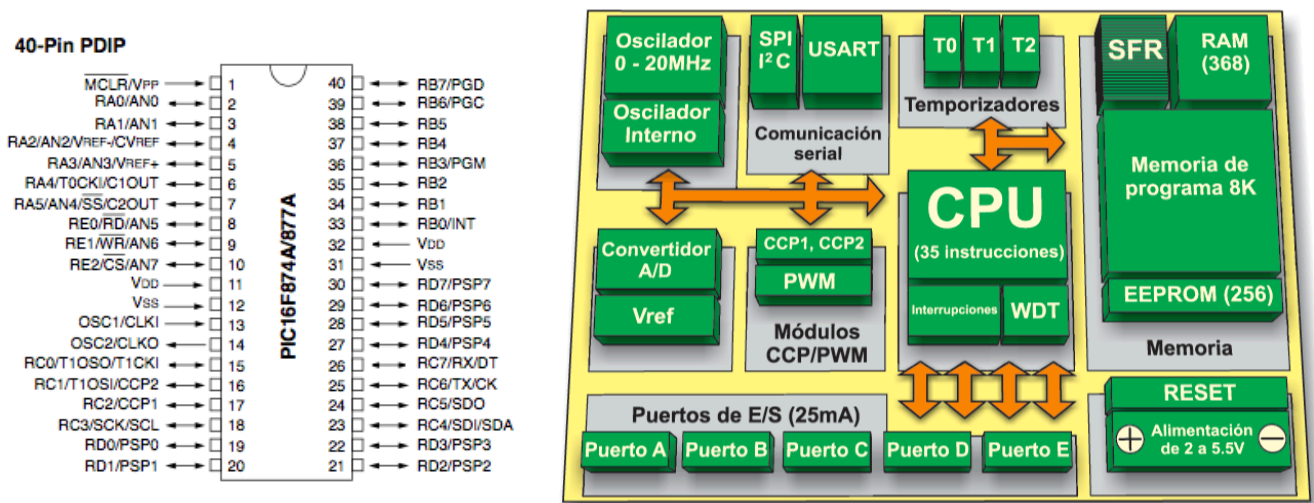 40-Pin PDIP
MCLR/VPP
RA0/AN0
RA1/AN1
RA2/AN2/VREF-/CVREF
RA3/AN3/VREF+
RA4/T0CKI/C1OUT
RA5/AN4/SS/C2OUT
RE0/RD/AN5
RE1/WR/AN6
RE2/CS/AN7
VDD
VSS
OSC1/CLKI
OSC2/CLKO
RC0/T1OSO/T1CKI
RC1/T1OSI/CCP2
RC2/CCP1
RC3/SCK/SCL
RD0/PSP0
RD1/PSP1
1
2
3
4
5
6
7
8
9
10
11
12
13
14
15
16
17
18
19
20
PIC16F874A/877A
40
39
38
37
36
35
34
33
32
31
30
29
28
27
26
25
24
23
22
21
RB7/PGD
RB6/PGC
RB5
RB4
RB3/PGM
RB2
RB1
RB0/INT
VDD
VSS
RD7/PSP7
RD6/PSP6
RD5/PSP5
RD4/PSP4
RC7/RX/DT
RC6/TX/CK
RC5/SDO
RC4/SDI/SDA
RD3/PSP3
RD2/PSP2
Oscilador
0 - 20MHz
Oscilador
Interno
SPI
I²C
USART
Comunicación
serial
T0
T1
T2
Temporizadores
SFR
RAM
(368)
Memoria de
programa 8K
EEPROM (256)
Memoria
CPU
(35 instrucciones)
Interrupciones
WDT
Convertidor
A/D
Vref
CCP1, CCP2
PWM
Módulos
CCP/PWM
Puertos de E/S (25mA)
Puerto A
Puerto B
Puerto C
Puerto D
Puerto E
RESET
+
Alimentación
de 2 a 5.5V
−